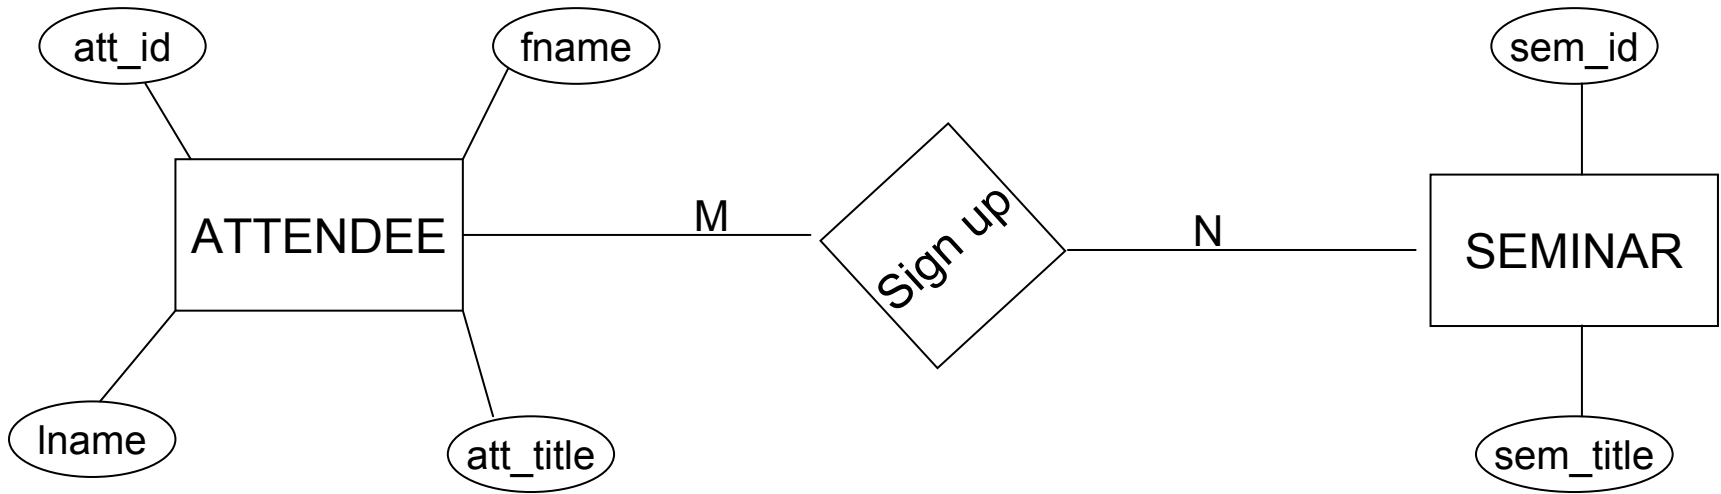 att_id
fname
sem_id
ATTENDEE
M
Sign up
N
SEMINAR
lname
att_title
sem_title